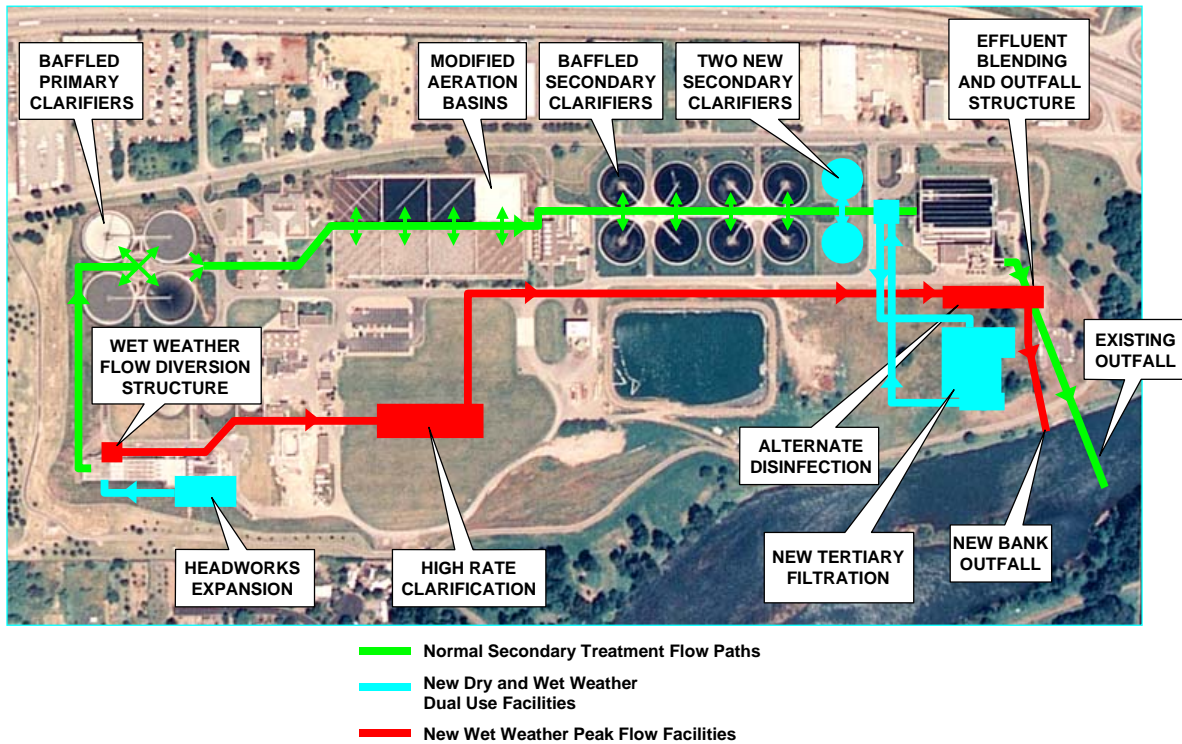 BAFFLED
PRIMARY
CLARIFIERS
MODIFIED
AERATION
BASINS
BAFFLED
SECONDARY
CLARIFIERS
TWO NEW
SECONDARY
CLARIFIERS
EFFLUENT
BLENDING
AND OUTFALL
STRUCTURE
WET WEATHER
FLOW DIVERSION
STRUCTURE
EXISTING
OUTFALL
ALTERNATE
DISINFECTION
HEADWORKS
EXPANSION
HIGH RATE
CLARIFICATION
NEW TERTIARY
FILTRATION
NEW BANK
OUTFALL
Normal Secondary Treatment Flow Paths
New Dry and Wet Weather
Dual Use Facilities
New Wet Weather Peak Flow Facilities